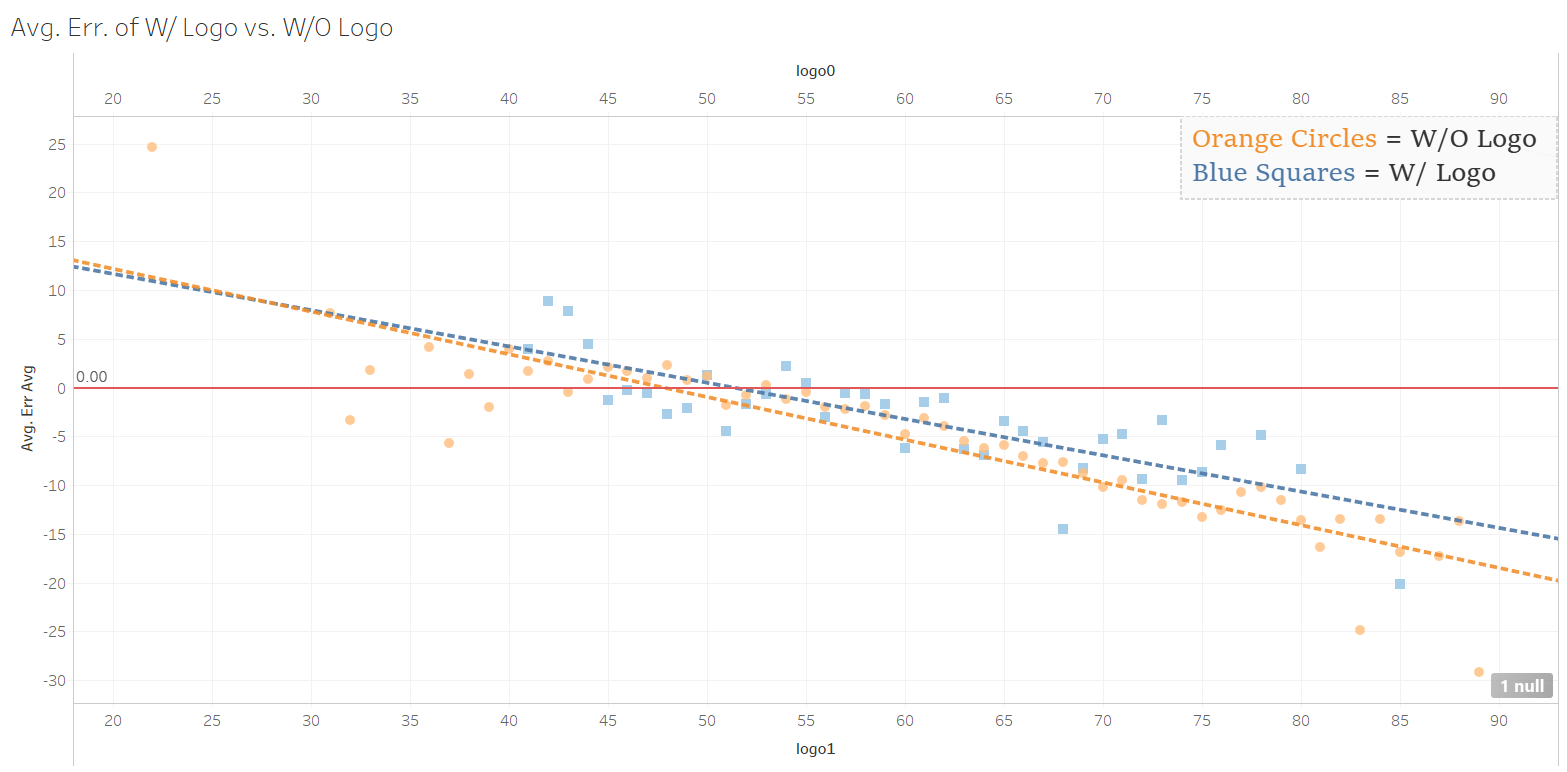 Avg. Err. of W/ Logo vs. W/O Logo
logo0
20 25 30 35 40 45 50 55 60 65 70 75 80 85 90
Orange Circles = W/O Logo
Blue Squares = W/ Logo
25
20
15
10
5
0
-5
-10
-15
-20
-25
-30
Avg. Err Avg
0.00
1 null
20 25 30 35 40 45 50 55 60 65 70 75 80 85 90
logo1